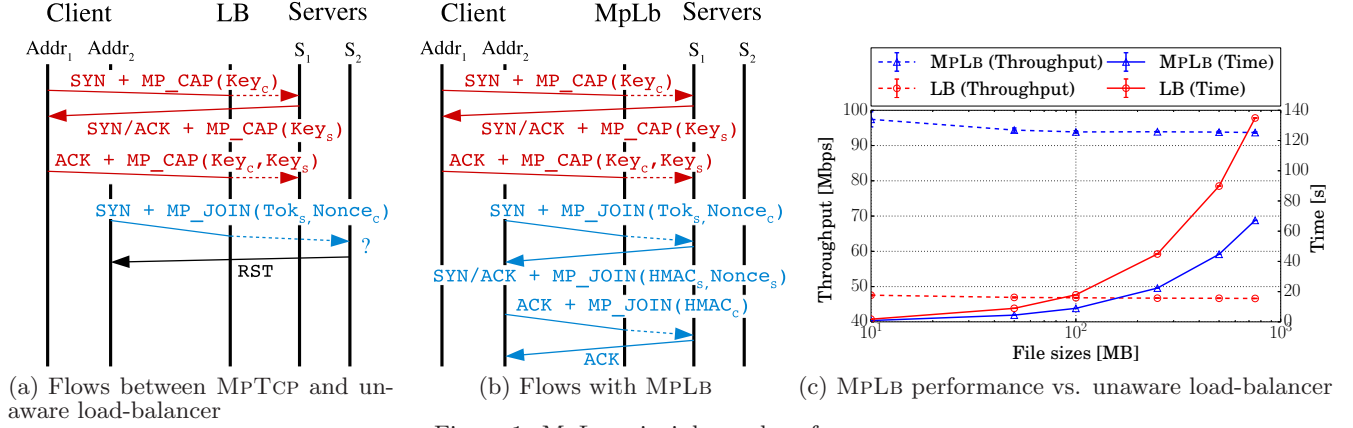 Client LB Servers
Addr1 Addr2 S1 S2
SYN + MP_CAP(Keyc)
SYN/ACK + MP_CAP(Keys)
ACK + MP_CAP(Keyc,Keys)
SYN + MP_JOIN(Toks,Noncec)
?
RST
(a) Flows between MPTCP and un-
aware load-balancer
Client MpLb Servers
Addr1 Addr2 S1 S2
SYN + MP_CAP(Keyc)
SYN/ACK + MP_CAP(Keys)
ACK + MP_CAP(Keyc,Keys)
SYN + MP_JOIN(Toks,Noncec)
SYN/ACK + MP_JOIN(HMACs,Nonces)
ACK + MP_JOIN(HMACc)
ACK
(b) Flows with MPLB
MPLB (Throughput) MPLB (Time)
LB (Throughput) LB (Time)
Throughput [Mbps]
100
90
80
70
60
50
40
140
120
100
80
60
40
20
0
Time [s]
10^1 10^2 10^3
File sizes [MB]
(c) MPLB performance vs. unaware load-balancer